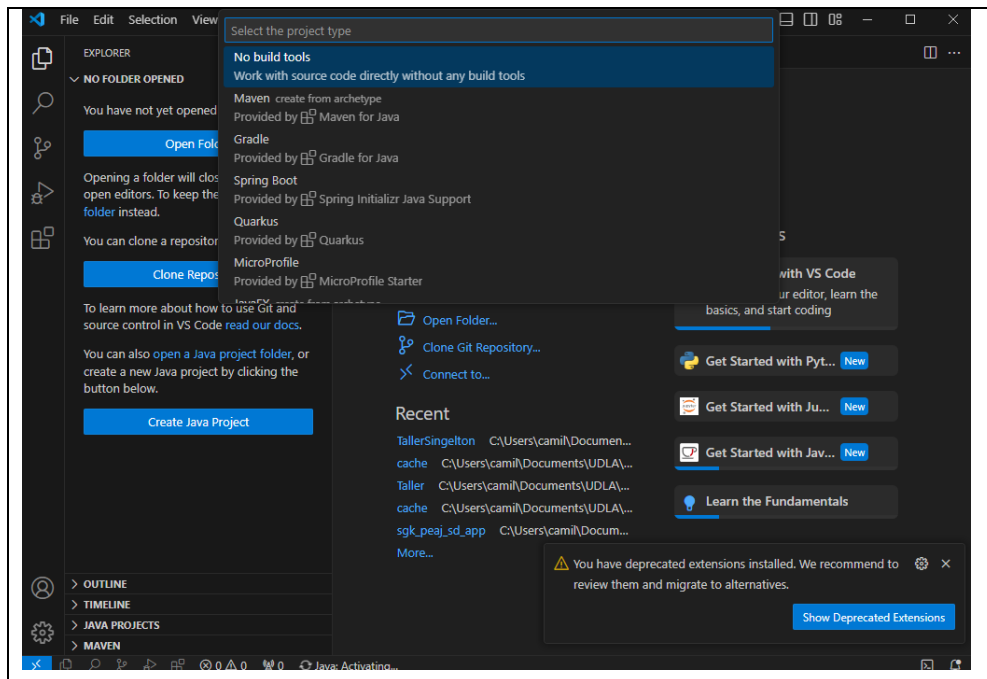 File Edit Selection View
Select the project type
No build tools
Work with source code directly without any build tools
Maven create from archetype
Provided by Maven for Java
Gradle
Provided by Gradle for Java
Spring Boot
Provided by Spring Initializr Java Support
Quarkus
Provided by Quarkus
MicroProfile
Provided by MicroProfile Starter
EXPLORER
NO FOLDER OPENED
You have not yet opened
Open Fold
Opening a folder will clos
open editors. To keep the
folder instead.
You can clone a repositor
Clone Repos
To learn more about how to use Git and
source control in VS Code read our docs.
You can also open a Java project folder, or
create a new Java project by clicking the
button below.
Create Java Project
OUTLINE
TIMELINE
JAVA PROJECTS
MAVEN
Open Folder...
Clone Git Repository...
Connect to...
Recent
TallerSingelton C:\Users\camil\Documen...
cache C:\Users\camil\Documents\UDLA\...
Taller C:\Users\camil\Documents\UDLA\...
cache C:\Users\camil\Documents\UDLA\...
sgk_peaj_sd_app C:\Users\camil\Docum...
More...
s
with VS Code
ur editor, learn the
basics, and start coding
Get Started with Pyt... New
Get Started with Ju... New
Get Started with Jav... New
Learn the Fundamentals
You have deprecated extensions installed. We recommend to
review them and migrate to alternatives.
Show Deprecated Extensions
0 0 0 Java: Activating...